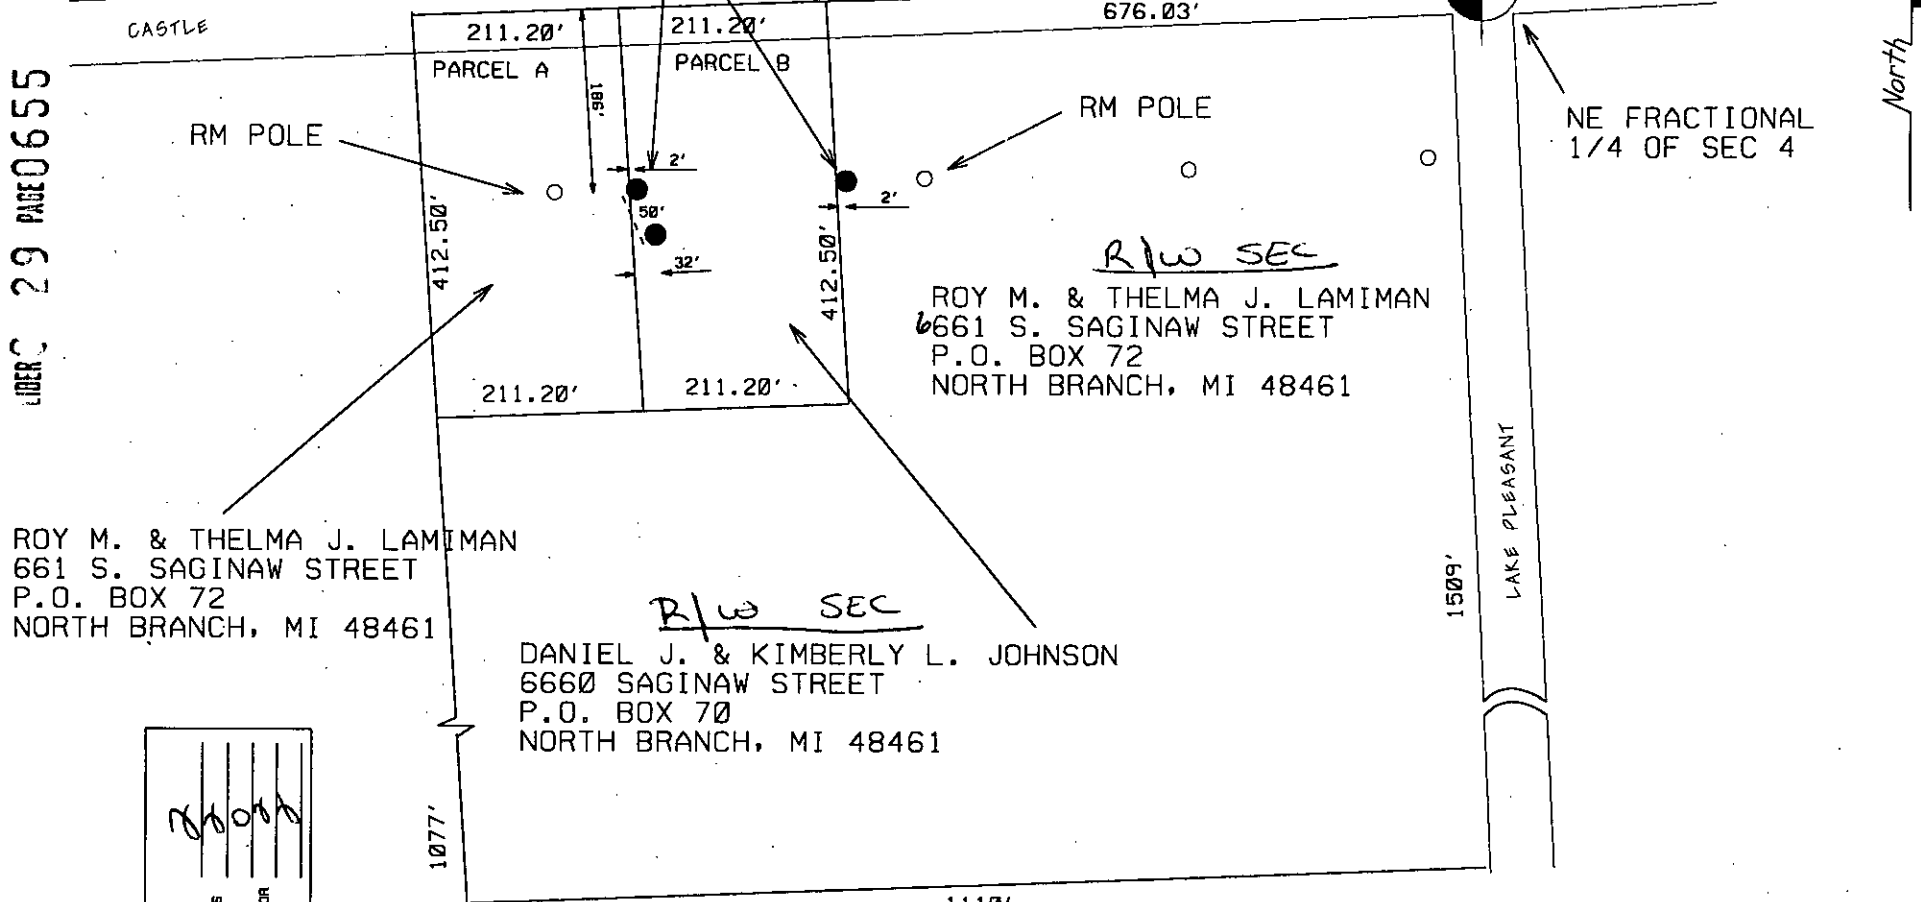 CASTLE
211.20'
211.20'
676.03'
North
PARCEL A
PARCEL B
186'
LIBER 29 PAGE 0655
RM POLE
RM POLE
NE FRACTIONAL
1/4 OF SEC 4
2'
2'
50'
32'
412.50'
412.50'
R/W SEC
ROY M. & THELMA J. LAMIMAN
6661 S. SAGINAW STREET
P.O. BOX 72
NORTH BRANCH, MI 48461
211.20'
211.20'
LAKE PLEASANT
1509'
ROY M. & THELMA J. LAMIMAN
661 S. SAGINAW STREET
P.O. BOX 72
NORTH BRANCH, MI 48461
R/W SEC
DANIEL J. & KIMBERLY L. JOHNSON
6660 SAGINAW STREET
P.O. BOX 70
NORTH BRANCH, MI 48461
1077'
1110'